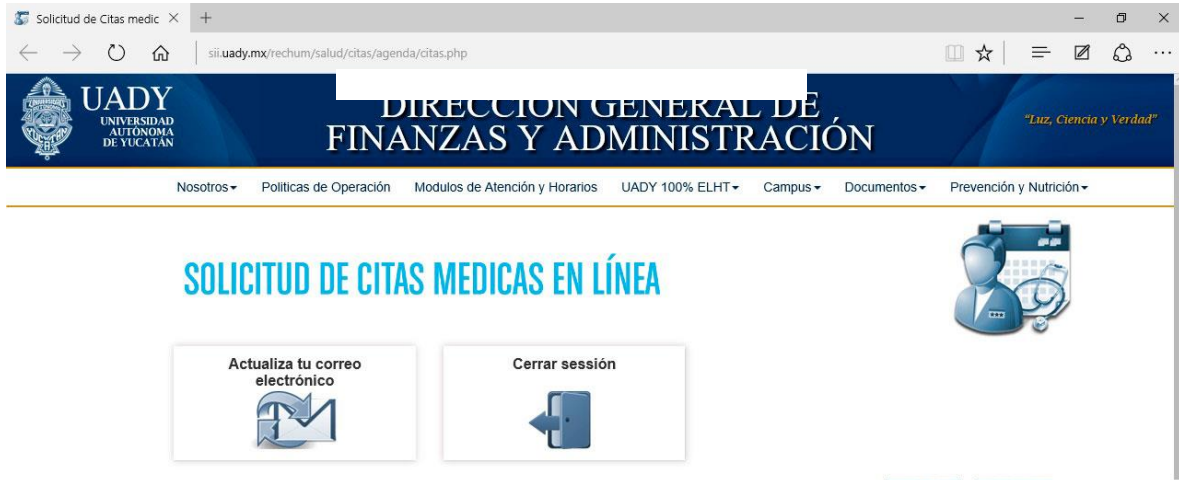 Solicitud de Citas medic
sii.uady.mx/rechum/salud/citas/agenda/citas.php
UADY
UNIVERSIDAD
AUTÓNOMA
DE YUCATÁN
DIRECCIÓN GENERAL DE
FINANZAS Y ADMINISTRACIÓN
"Luz, Ciencia y Verdad"
Nosotros Politicas de Operación Modulos de Atención y Horarios UADY 100% ELHT Campus Documentos Prevención y Nutrición
SOLICITUD DE CITAS MEDICAS EN LÍNEA
Actualiza tu correo
electrónico
Cerrar sessión